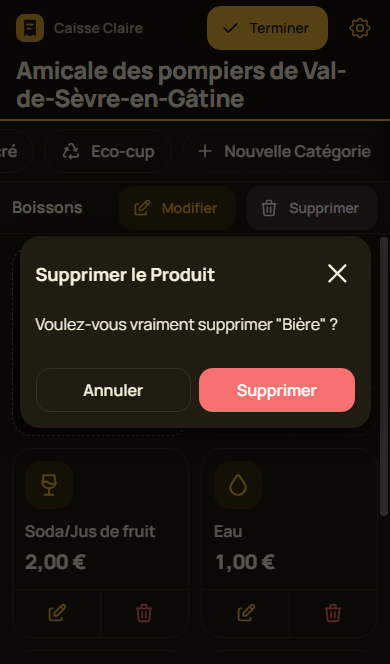 Caisse Claire
Terminer
Amicale des pompiers de Val-
de-Sèvre-en-Gâtine
cré
Eco-cup
Nouvelle Catégorie
Boissons
Modifier
Supprimer
Supprimer le Produit
Voulez-vous vraiment supprimer "Bière" ?
Annuler
Supprimer
Soda/Jus de fruit
Eau
2,00 €
1,00 €